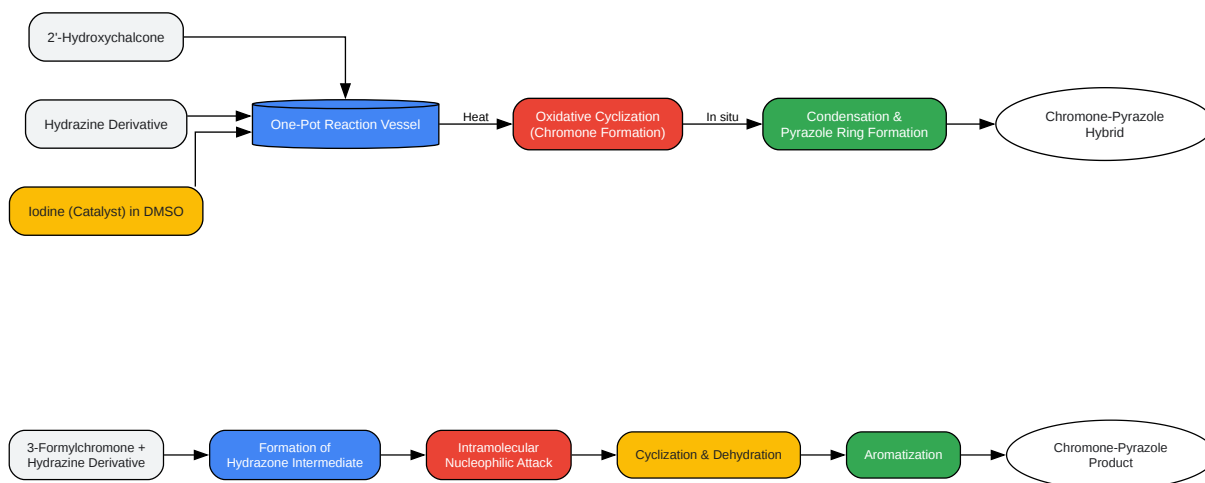 2'-Hydroxychalcone
Hydrazine Derivative
Iodine (Catalyst) in DMSO
One-Pot Reaction Vessel
Heat
Oxidative Cyclization
(Chromone Formation)
In situ
Condensation &
Pyrazole Ring Formation
Chromone-Pyrazole
Hybrid
3-Formylchromone +
Hydrazine Derivative
Formation of
Hydrazone Intermediate
Intramolecular
Nucleophilic Attack
Cyclization & Dehydration
Aromatization
Chromone-Pyrazole
Product